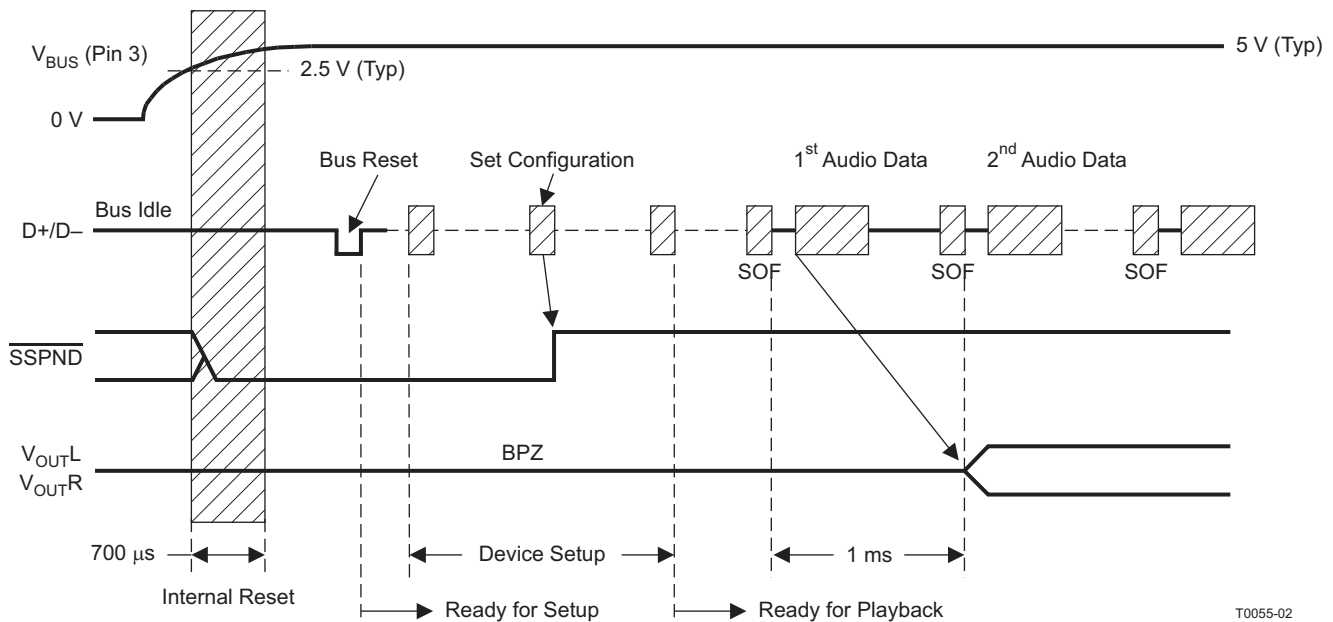 V_BUS (Pin 3)
5 V (Typ)
2.5 V (Typ)
0 V
Bus Reset
Set Configuration
1st Audio Data
2nd Audio Data
Bus Idle
D+/D–
SOF
SOF
SOF
SSPND
V_OUTL
BPZ
V_OUTR
700 μs
Device Setup
1 ms
Internal Reset
Ready for Setup
Ready for Playback
T0055-02